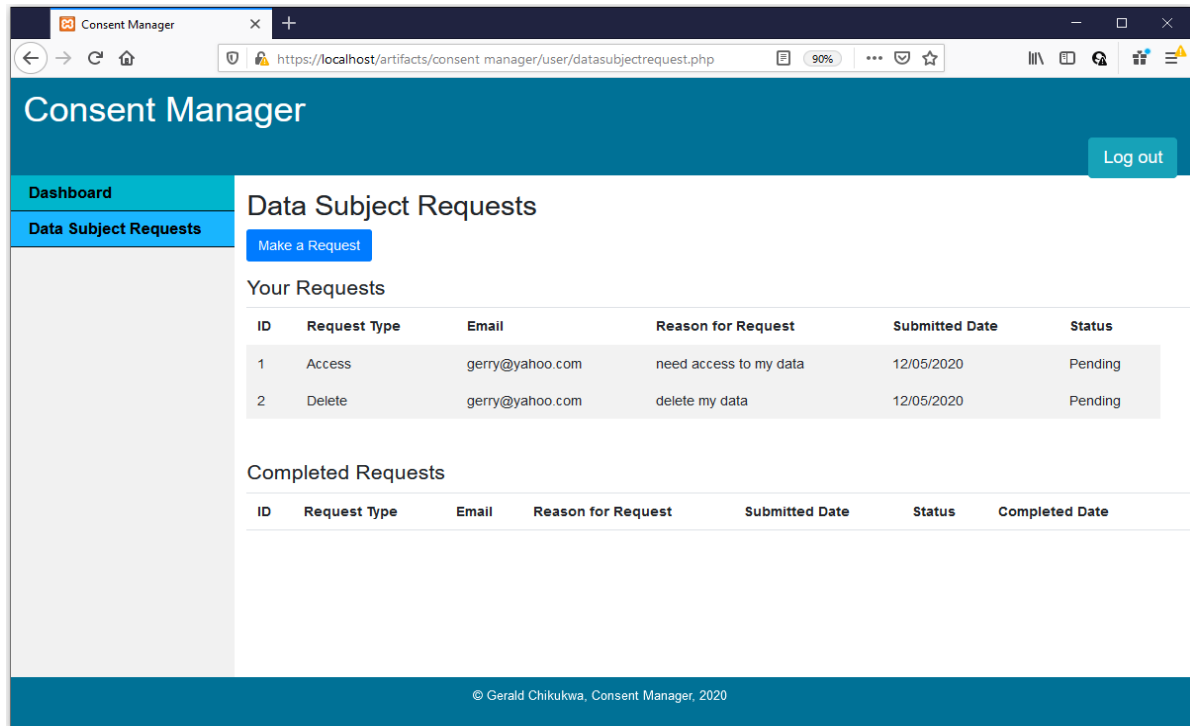 Consent Manager
https://localhost/artifacts/consent manager/user/datasubjectrequest.php 90%
Consent Manager
Log out
Dashboard
Data Subject Requests
Data Subject Requests
Make a Request
Your Requests
ID Request Type Email Reason for Request Submitted Date Status
1 Access gerry@yahoo.com need access to my data 12/05/2020 Pending
2 Delete gerry@yahoo.com delete my data 12/05/2020 Pending
Completed Requests
ID Request Type Email Reason for Request Submitted Date Status Completed Date
© Gerald Chikukwa, Consent Manager, 2020